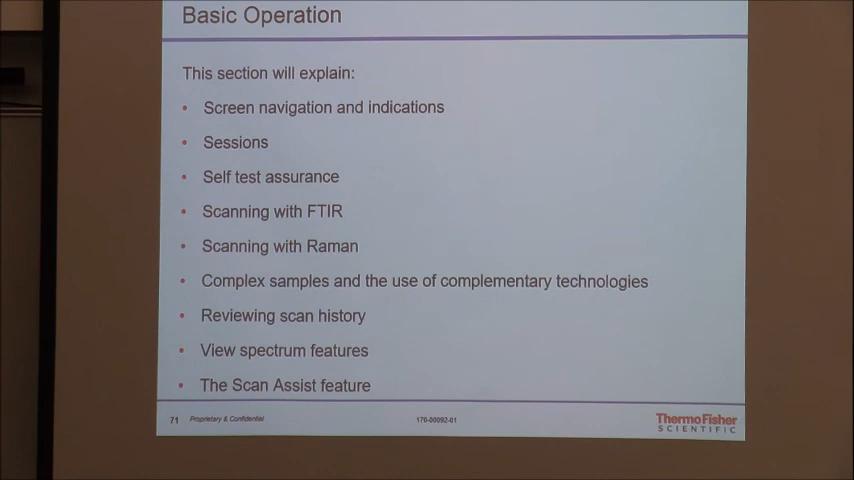 Basic Operation
This section will explain:
• Screen navigation and indications
• Sessions
• Self test assurance
• Scanning with FTIR
• Scanning with Raman
• Complex samples and the use of complementary technologies
• Reviewing scan history
• View spectrum features
• The Scan Assist feature
71 Proprietary & Confidential 176-00092-01 ThermoFisher
SCIENTIFIC